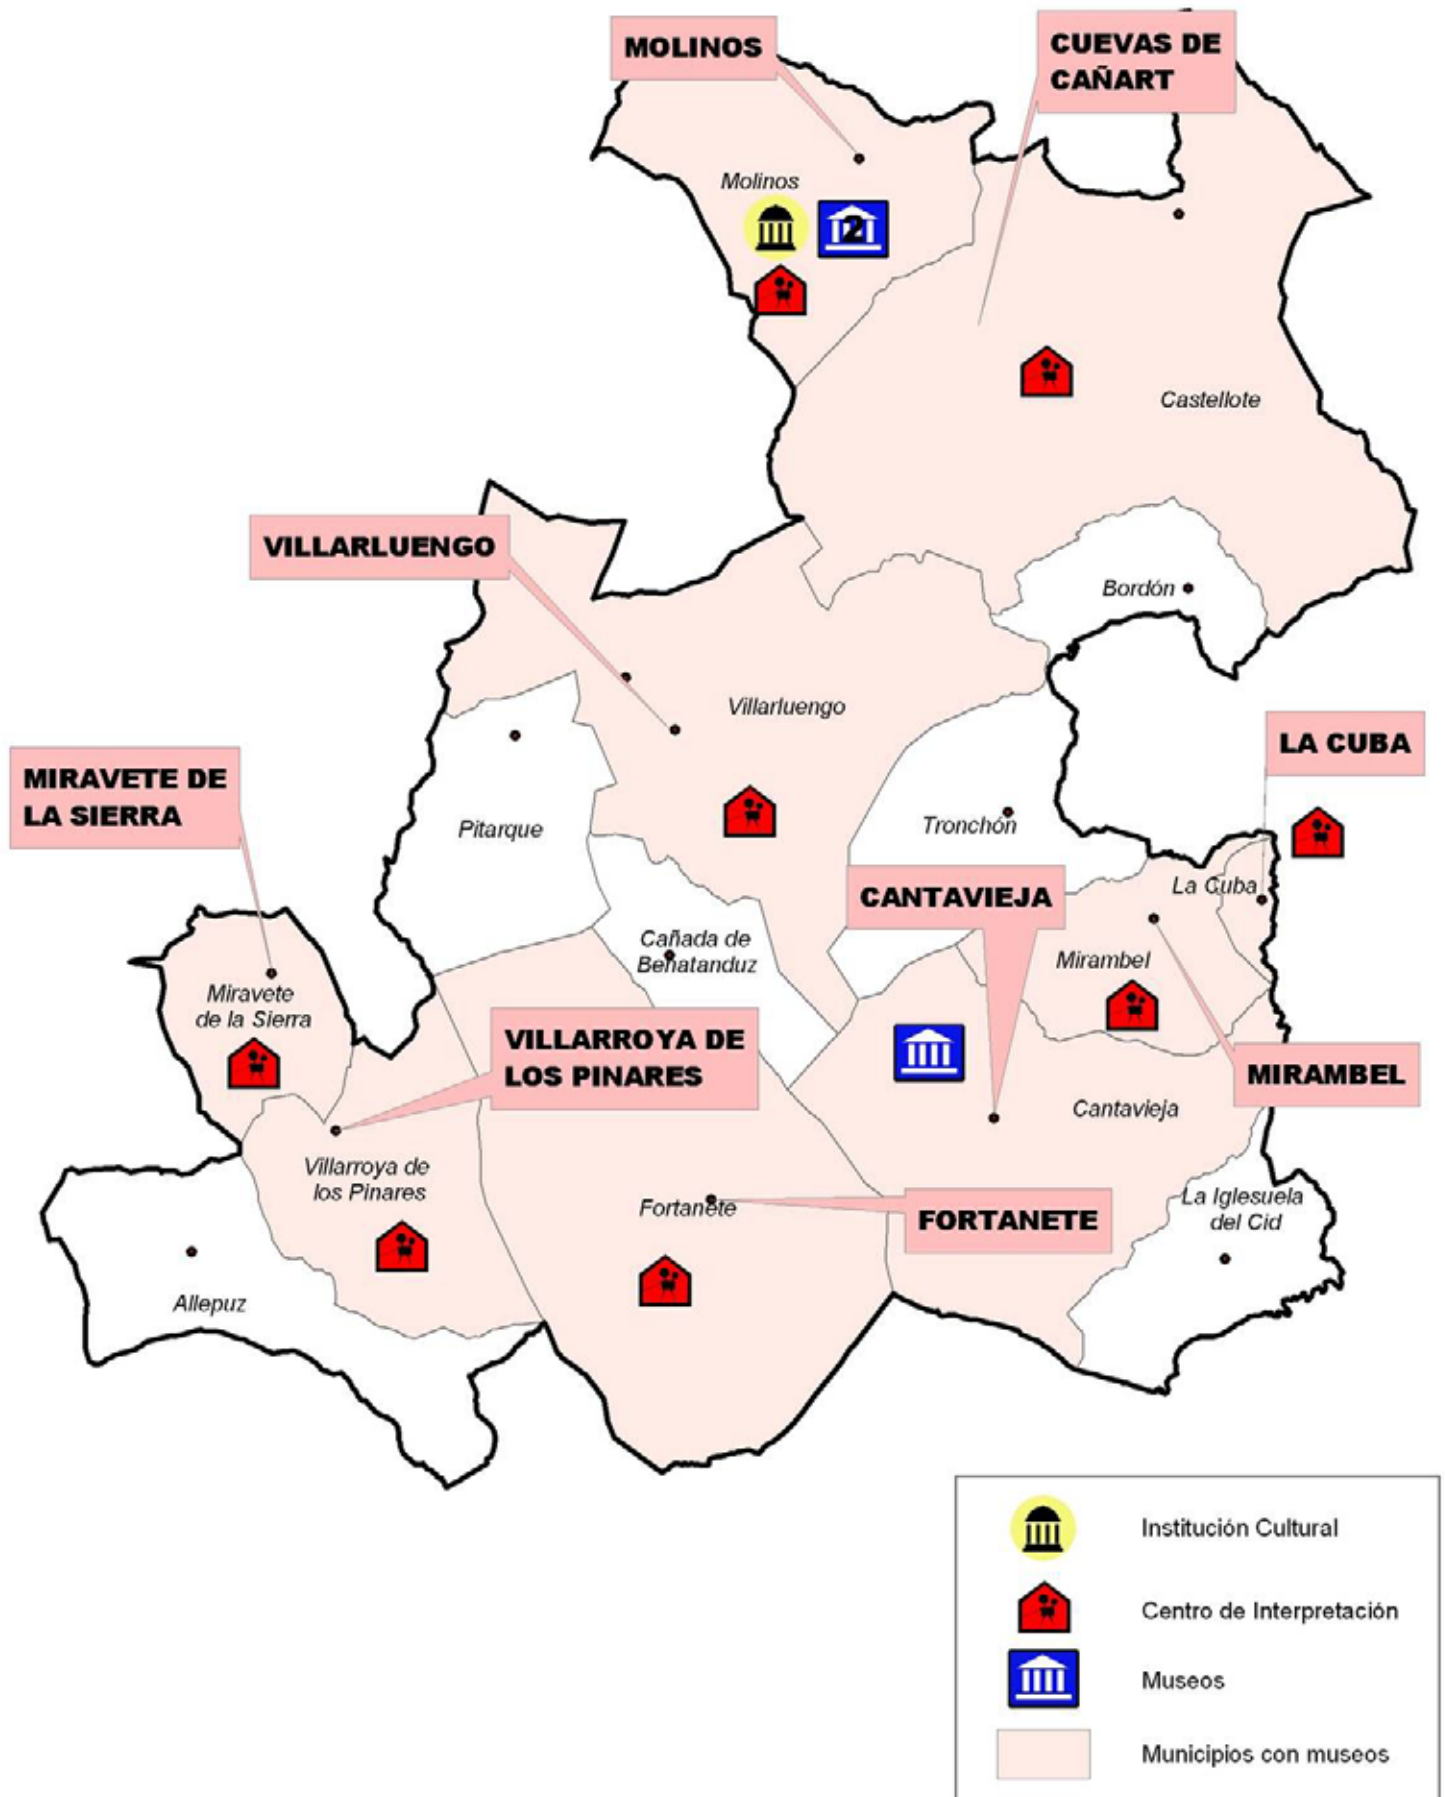 MOLINOS
CUEVAS DE
CAÑART
Molinos
2
Castellote
VILLARLUENGO
Bordón
Villarluengo
LA CUBA
MIRAVETE DE
LA SIERRA
Pitarque
Tronchón
La Cuba
CANTAVIEJA
Cañada de
Benatanduz
Mirambel
Miravete
de la Sierra
VILLARROYA DE
LOS PINARES
MIRAMBEL
Cantavieja
Villarroya de
los Pinares
Fortanete
FORTANETE
La Iglesuela
del Cid
Allepuz
Institución Cultural
Centro de Interpretación
Museos
Municipios con museos